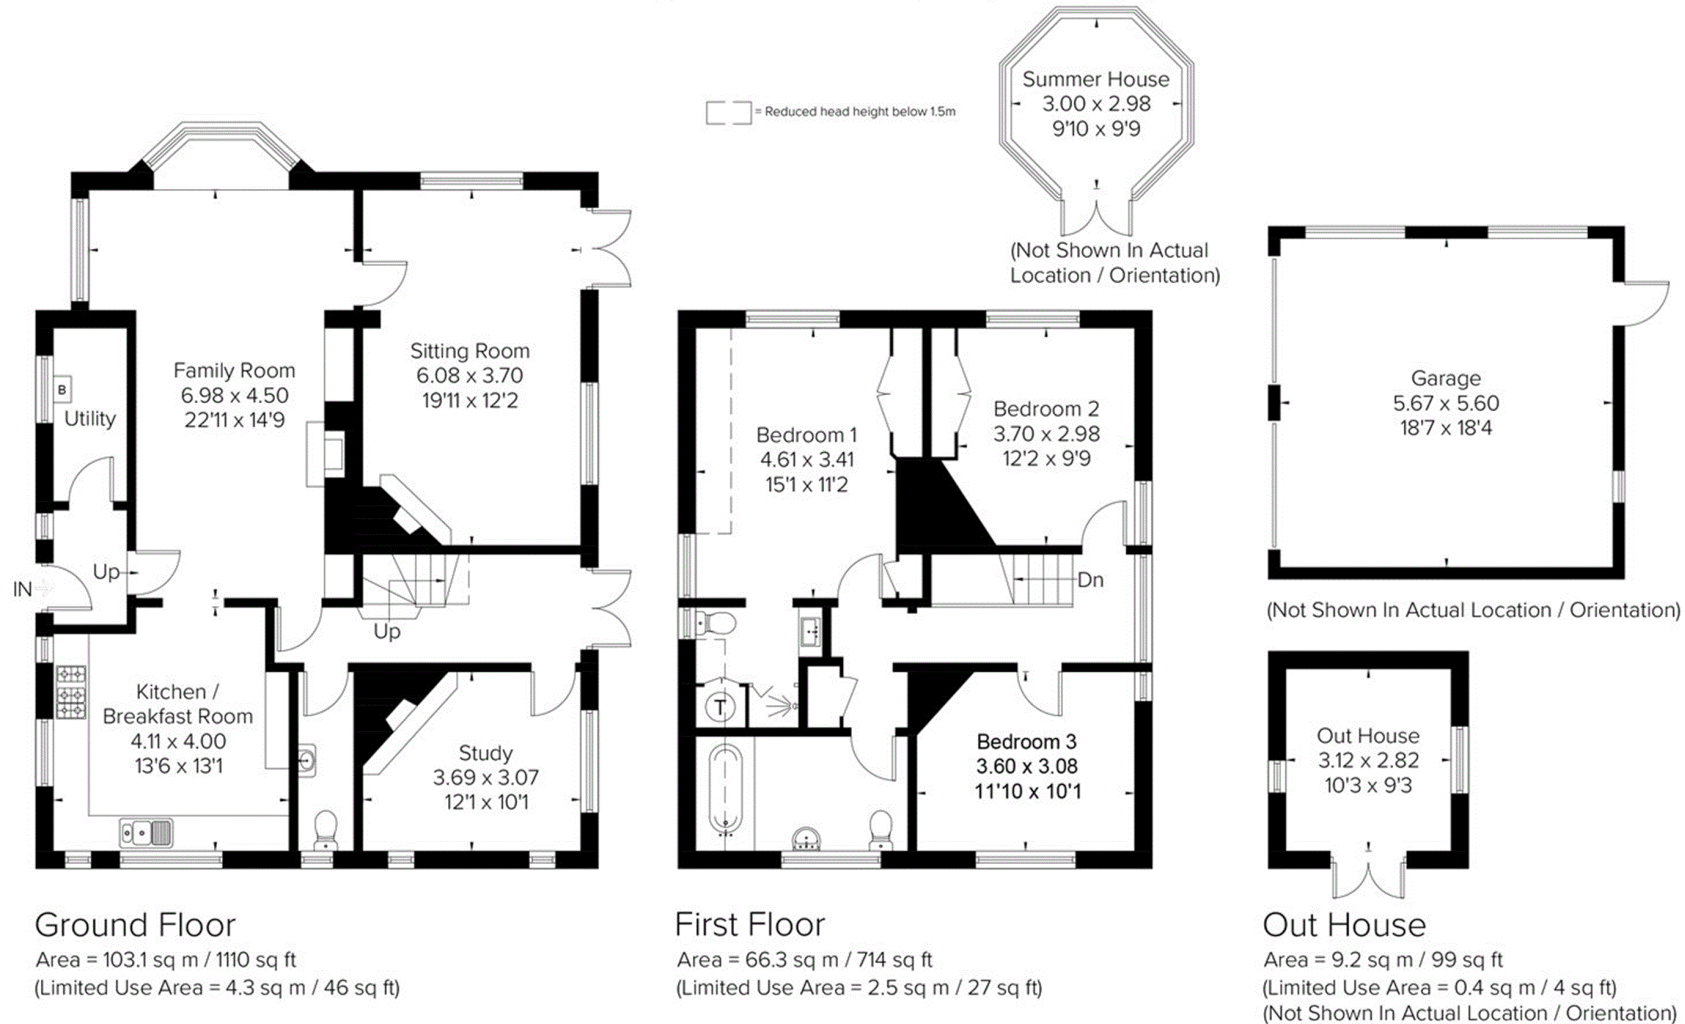 Summer House
3.00 x 2.98
9'10 x 9'9
= Reduced head height below 1.5m
(Not Shown In Actual
Location / Orientation)
Family Room
6.98 x 4.50
22'11 x 14'9
Sitting Room
6.08 x 3.70
19'11 x 12'2
B
Utility
IN
Up
Up
Kitchen /
Breakfast Room
4.11 x 4.00
13'6 x 13'1
Study
3.69 x 3.07
12'1 x 10'1
Bedroom 1
4.61 x 3.41
15'1 x 11'2
Bedroom 2
3.70 x 2.98
12'2 x 9'9
Dn
T
Bedroom 3
3.60 x 3.08
11'10 x 10'1
Garage
5.67 x 5.60
18'7 x 18'4
(Not Shown In Actual Location / Orientation)
Out House
3.12 x 2.82
10'3 x 9'3
Ground Floor
Area = 103.1 sq m / 1110 sq ft
(Limited Use Area = 4.3 sq m / 46 sq ft)
First Floor
Area = 66.3 sq m / 714 sq ft
(Limited Use Area = 2.5 sq m / 27 sq ft)
Out House
Area = 9.2 sq m / 99 sq ft
(Limited Use Area = 0.4 sq m / 4 sq ft)
(Not Shown In Actual Location / Orientation)